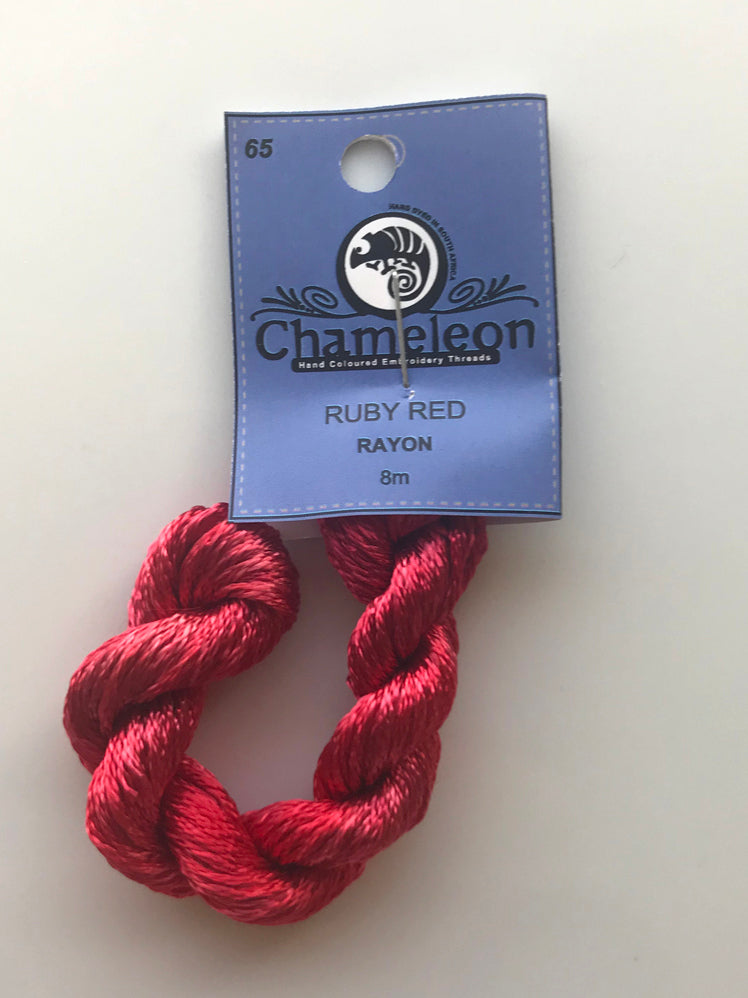 65
HAND DYED IN SOUTH AFRICA
Chameleon
Hand Coloured Embroidery Threads
RUBY RED
RAYON
8m